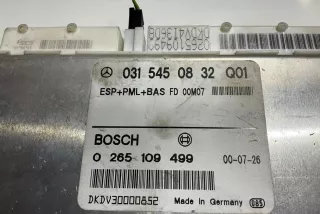 031 545 08 32 Q01
ESP+PML+BAS FD 00M07
BOSCH
0 265 109 499
00-07-26
DKDV30000852
Made in Germany